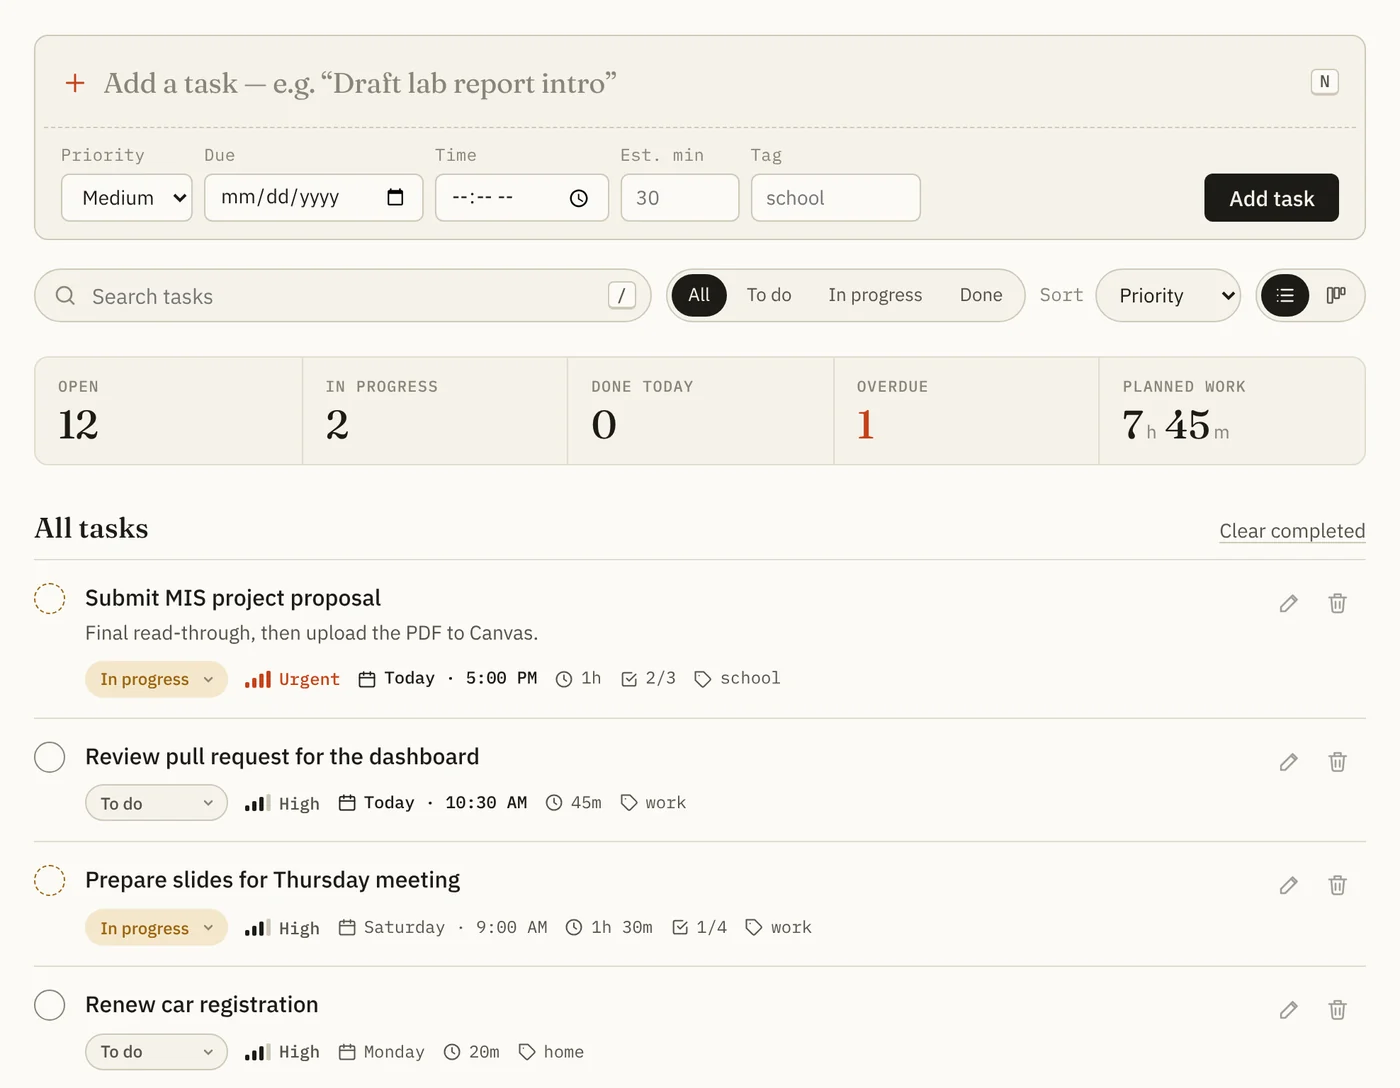 + Add a task — e.g. “Draft lab report intro” N
Priority Due Time Est. min Tag
Medium mm/dd/yyyy --:-- -- 30 school Add task
Search tasks / All To do In progress Done Sort Priority
OPEN IN PROGRESS DONE TODAY OVERDUE PLANNED WORK
12 2 0 1 7 h 45 m
All tasks Clear completed
Submit MIS project proposal
Final read-through, then upload the PDF to Canvas.
In progress Urgent Today · 5:00 PM 1h 2/3 school
Review pull request for the dashboard
To do High Today · 10:30 AM 45m work
Prepare slides for Thursday meeting
In progress High Saturday · 9:00 AM 1h 30m 1/4 work
Renew car registration
To do High Monday 20m home